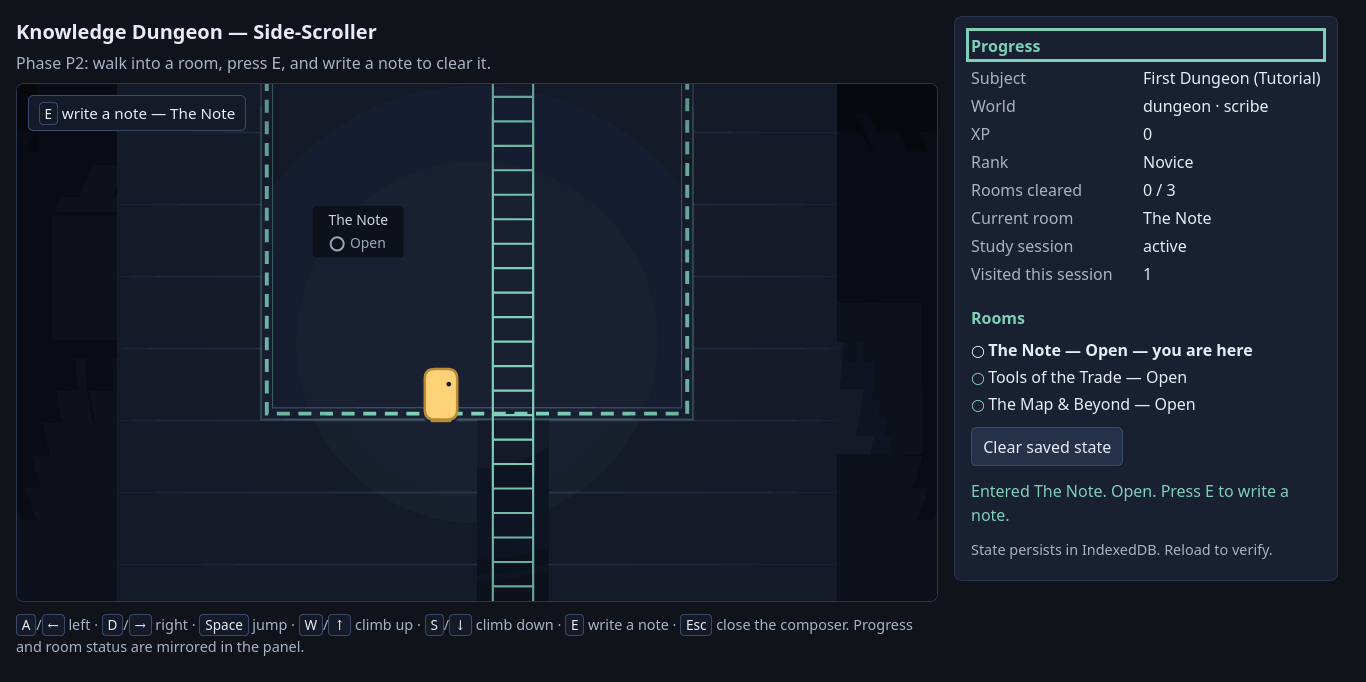 Knowledge Dungeon — Side-Scroller
Phase P2: walk into a room, press E, and write a note to clear it.
E write a note — The Note
The Note
Open
A/← left · D/→ right · Space jump · W/↑ climb up · S/↓ climb down · E write a note · Esc close the composer. Progress
and room status are mirrored in the panel.
Progress
Subject First Dungeon (Tutorial)
World dungeon · scribe
XP 0
Rank Novice
Rooms cleared 0 / 3
Current room The Note
Study session active
Visited this session 1
Rooms
○ The Note — Open — you are here
○ Tools of the Trade — Open
○ The Map & Beyond — Open
Clear saved state
Entered The Note. Open. Press E to write a
note.
State persists in IndexedDB. Reload to verify.